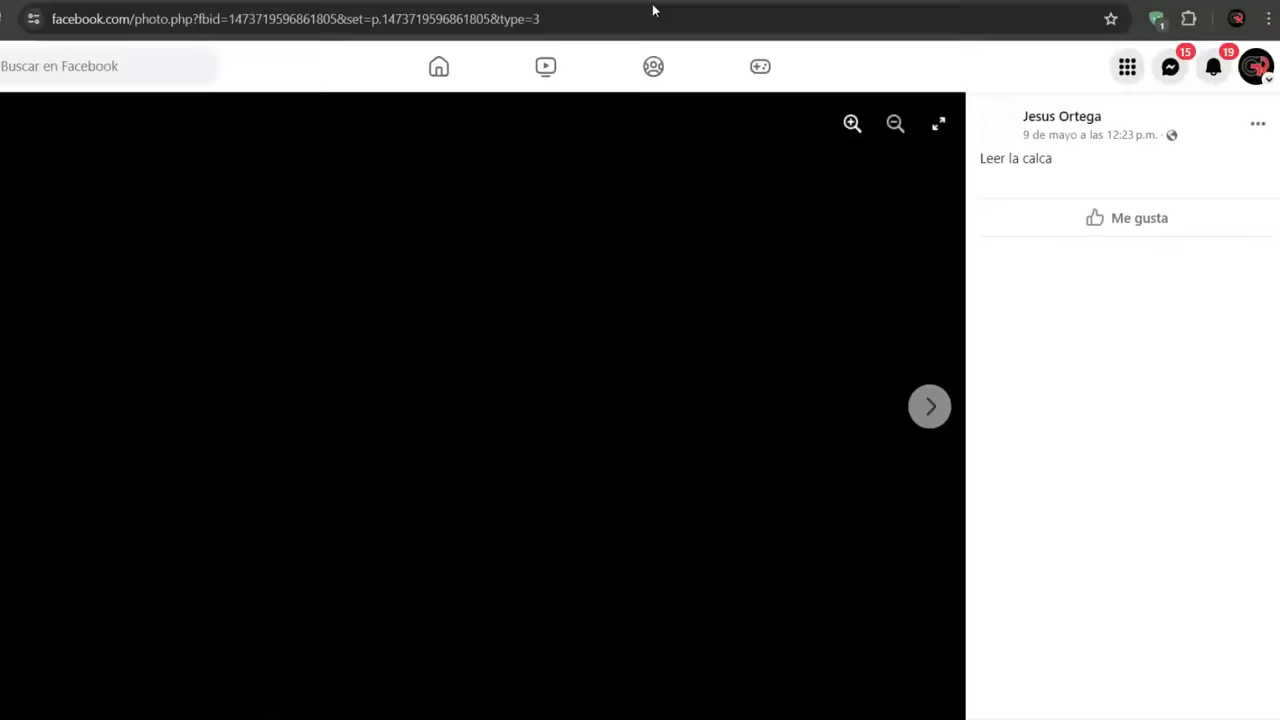 facebook.com/photo.php?fbid=1473719596861805&set=p.1473719596861805&type=3
1
Buscar en Facebook
15
19
Jesus Ortega
9 de mayo a las 12:23 p.m. ·
Leer la calca
Me gusta